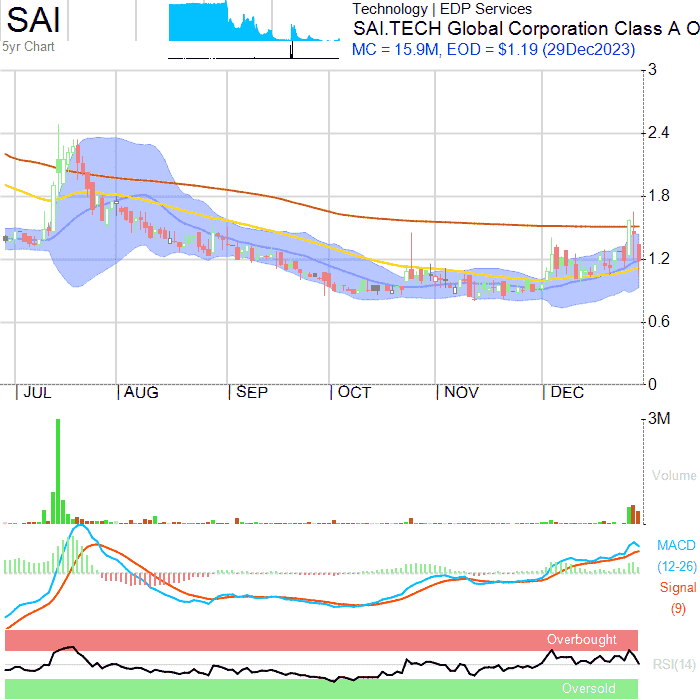 SAI
5yr Chart
Technology | EDP Services
SAI.TECH Global Corporation Class A O
MC = 15.9M, EOD = $1.19 (29Dec2023)
3
2.4
1.8
1.2
0.6
0
JUL AUG SEP OCT NOV DEC
3M
Volume
MACD
(12-26)
Signal
(9)
Overbought
RSI(14)
Oversold